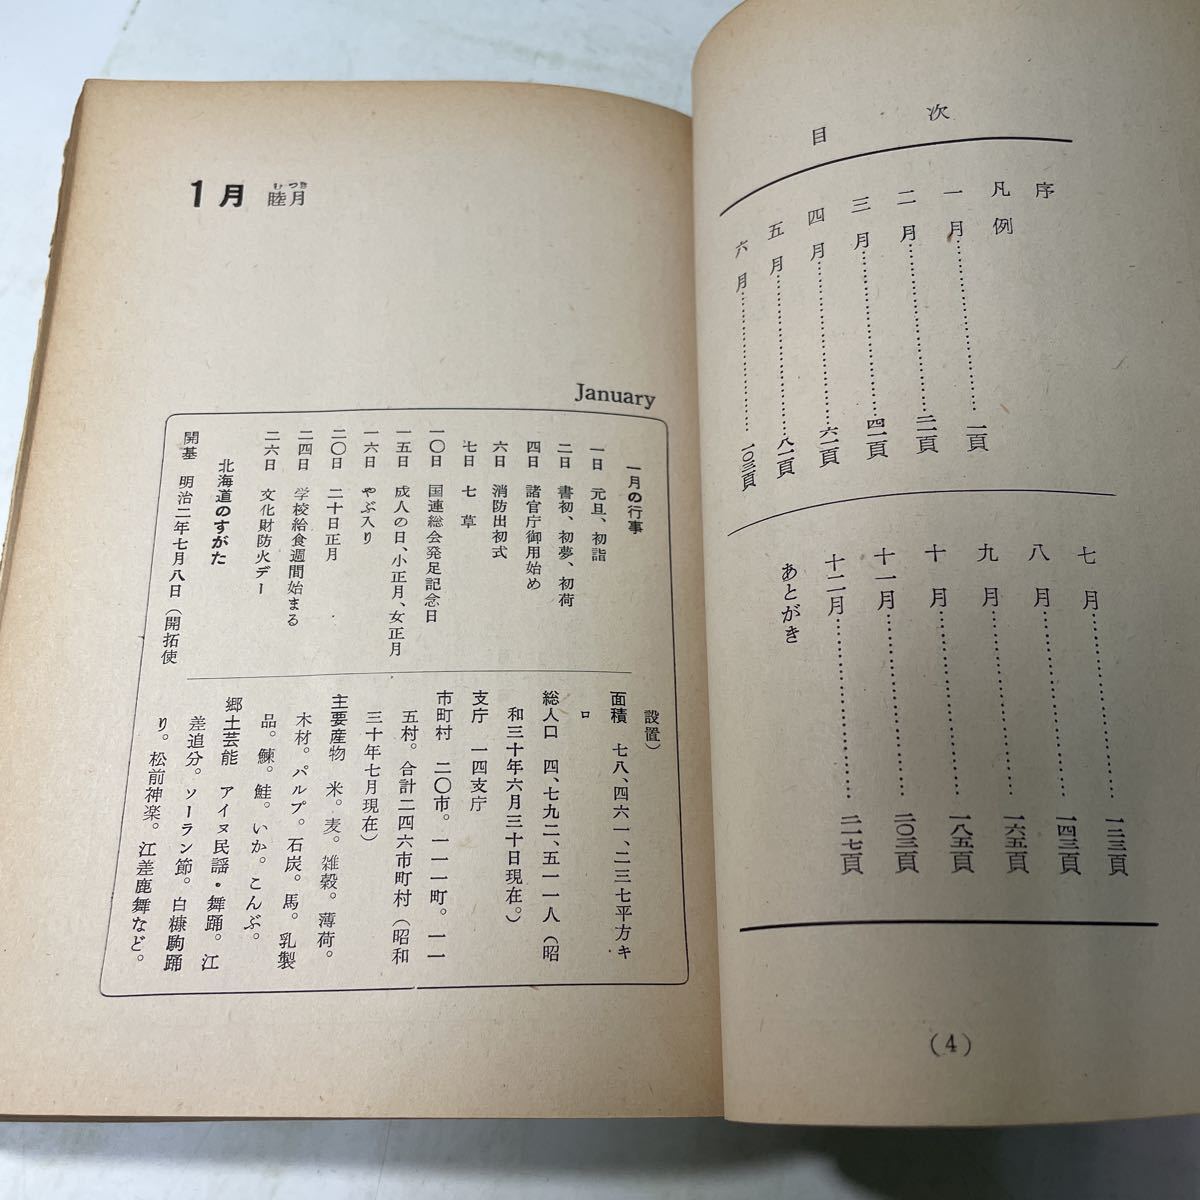 目次
序
凡例
一月…………………一頁
二月…………………二一頁
三月…………………四一頁
四月…………………六一頁
五月…………………八一頁
六月…………………一〇三頁
七月…………………一二三頁
八月…………………一四三頁
九月…………………一六五頁
十月…………………一八五頁
十一月…………………二〇三頁
十二月…………………二一七頁
あとがき
(4)
1月 睦月
むつき
January
一月の行事
一日 元旦、初詣
二日 書初、初夢、初荷
四日 諸官庁御用始め
六日 消防出初式
七日 七草
一〇日 国連総会発足記念日
一五日 成人の日、小正月、女正月
一六日 やぶ入り
二〇日 二十日正月
二四日 学校給食週間始まる
二六日 文化財防火デー
北海道のすがた
開基 明治二年七月八日(開拓使
設置)
面積 七八、四六一、二三七平方キ
ロ
総人口 四、七九二、五一一人(昭
和三十年六月三十日現在。)
支庁 一四支庁
市町村 二〇市。一一一町。一一
五村。合計二四六市町村(昭和
三十年七月現在)
主要産物 米。麦。雑穀。薄荷。
木材。パルプ。石炭。馬。乳製
品。鰊。鮭。いか。こんぶ。
郷土芸能 アイヌ民謡・舞踊。江
差追分。ソーラン節。白糠駒踊
り。松前神楽。江差鹿舞など。